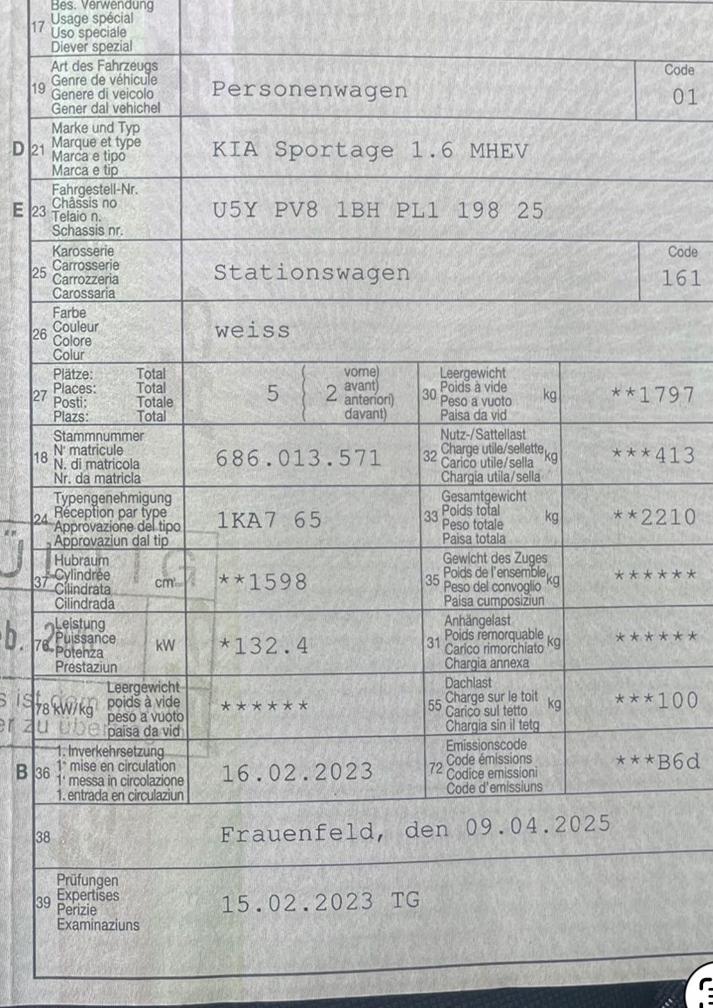 Bes. Verwendung
17 Usage spécial
Uso speciale
Diever spezial
Art des Fahrzeugs
19 Genre de véhicule
Genere di veicolo
Gener dal vehichel
Personenwagen
Code
01
Marke und Typ
D 21 Marque et type
Marca e tipo
Marca e tip
KIA Sportage 1.6 MHEV
Fahrgestell-Nr.
E 23 Châssis no
Telaio n.
Schassis nr.
U5Y PV8 1BH PL1 198 25
Karosserie
25 Carrosserie
Carrozzeria
Carossaria
Stationswagen
Code
161
Farbe
26 Couleur
Colore
Colur
weiss
Plätze: Total
27 Places: Total
Posti: Totale
Plazs: Total
5 ( 2 vorne)
avant)
anteriori)
davant)
Leergewicht
30 Poids à vide kg
Peso a vuoto
Paisa da vid
**1797
Stammnummer
18 N° matricule
N. di matricola
Nr. da matricla
686.013.571
Nutz-/Sattellast
32 Charge utile/sellette kg
Carico utile/sella
Chargia utila/sella
***413
Typengenehmigung
24 Réception par type
Approvazione del tipo
Approvaziun dal tip
1KA7 65
Gesamtgewicht
33 Poids total kg
Peso totale
Paisa totala
**2210
Hubraum
37 Cylindrée cm³
Cilindrata
Cilindrada
**1598
Gewicht des Zuges
35 Poids de l'ensemble kg
Peso del convoglio
Paisa cumposiziun
******
Leistung
76 Puissance kW
Potenza
Prestaziun
*132.4
Anhängelast
31 Poids remorquable kg
Carico rimorchiato
Chargia annexa
******
Leergewicht
78 kW/kg poids à vide
peso a vuoto
paisa da vid
******
Dachlast
55 Charge sur le toit kg
Carico sul tetto
Chargia sin il tetg
***100
1. Inverkehrsetzung
B 36 1° mise en circulation
1° messa in circolazione
1. entrada en circulaziun
16.02.2023
Emissionscode
72 Code émissions
Codice emissioni
Code d'emissiuns
***B6d
38
Frauenfeld, den 09.04.2025
Prüfungen
39 Expertises
Perizie
Examinaziuns
15.02.2023 TG